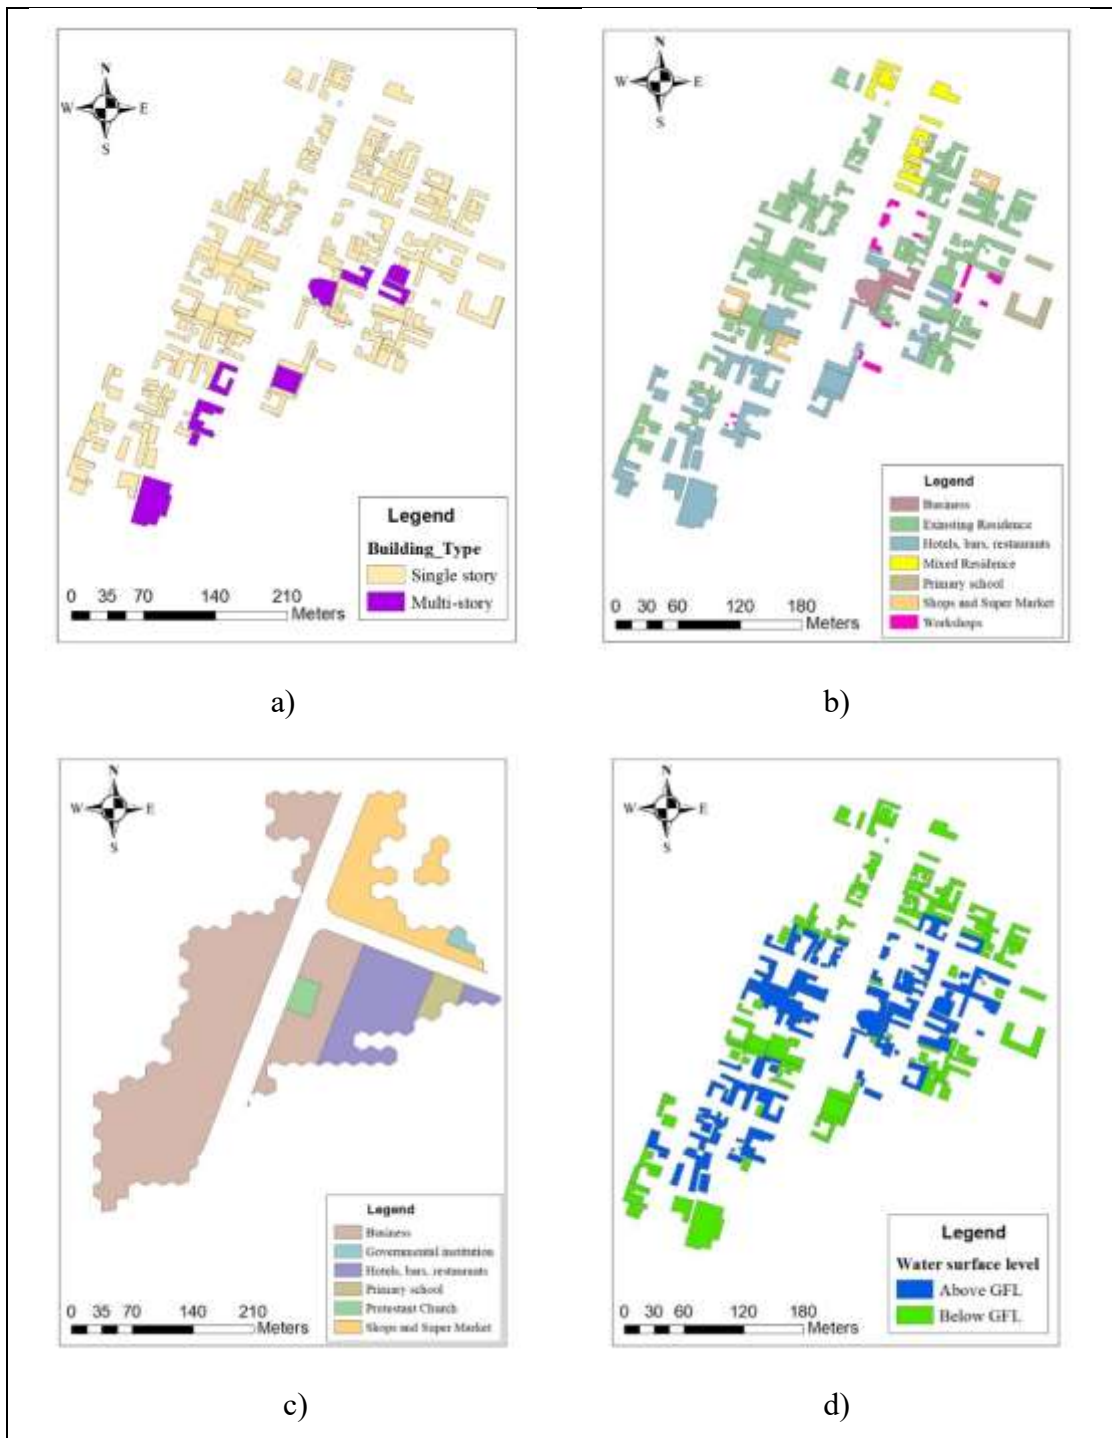 N
W E
S
Legend
Building_Type
Single story
Multi-story
0 35 70 140 210
Meters
a)
N
W E
S
Legend
Business
Exinsting Residence
Hotels, bars, restaurants
Mixed Residence
Primary school
Shops and Super Market
Workshops
0 30 60 120 180
Meters
b)
N
W E
S
Legend
Business
Governmental institution
Hotels, bars, restaurants
Primary school
Protestant Church
Shops and Super Market
0 35 70 140 210
Meters
c)
N
W E
S
Legend
Water surface level
Above GFL
Below GFL
0 30 60 120 180
Meters
d)